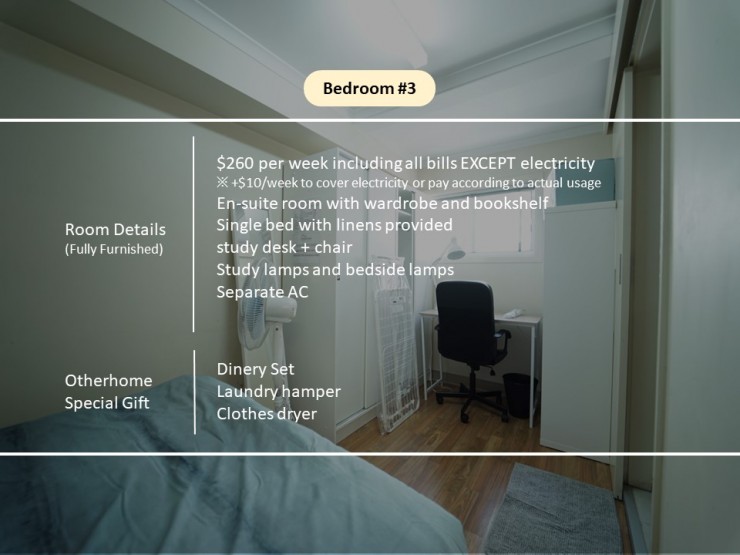 Bedroom #3
$260 per week including all bills EXCEPT electricity
※ +$10/week to cover electricity or pay according to actual usage
En-suite room with wardrobe and bookshelf
Single bed with linens provided
study desk + chair
Study lamps and bedside lamps
Separate AC
Room Details
(Fully Furnished)
Dinery Set
Laundry hamper
Clothes dryer
Otherhome
Special Gift